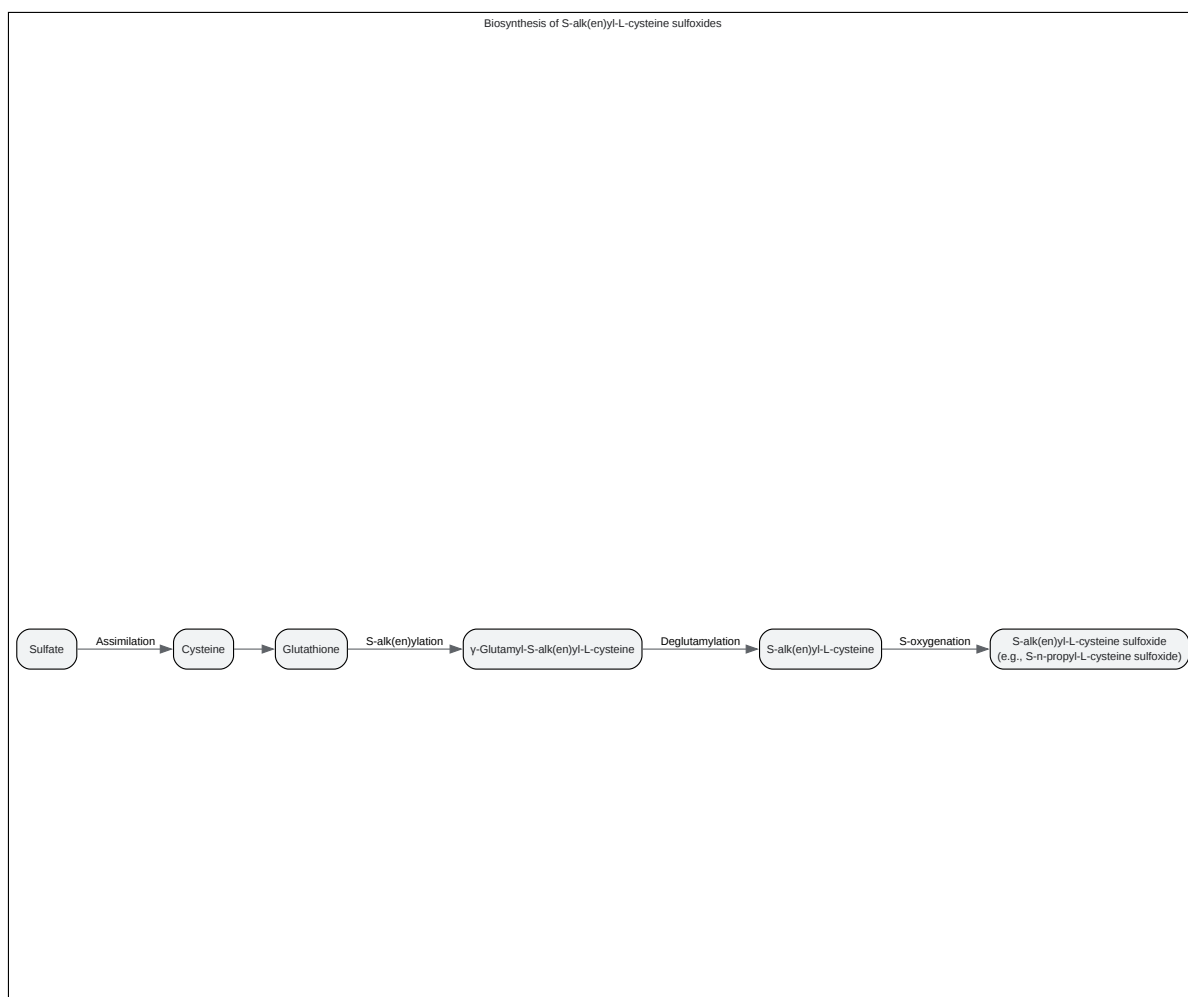 Biosynthesis of S-alk(en)yl-L-cysteine sulfoxides
Sulfate
Assimilation
Cysteine
Glutathione
S-alk(en)ylation
γ-Glutamyl-S-alk(en)yl-L-cysteine
Deglutamylation
S-alk(en)yl-L-cysteine
S-oxygenation
S-alk(en)yl-L-cysteine sulfoxide
(e.g., S-n-propyl-L-cysteine sulfoxide)